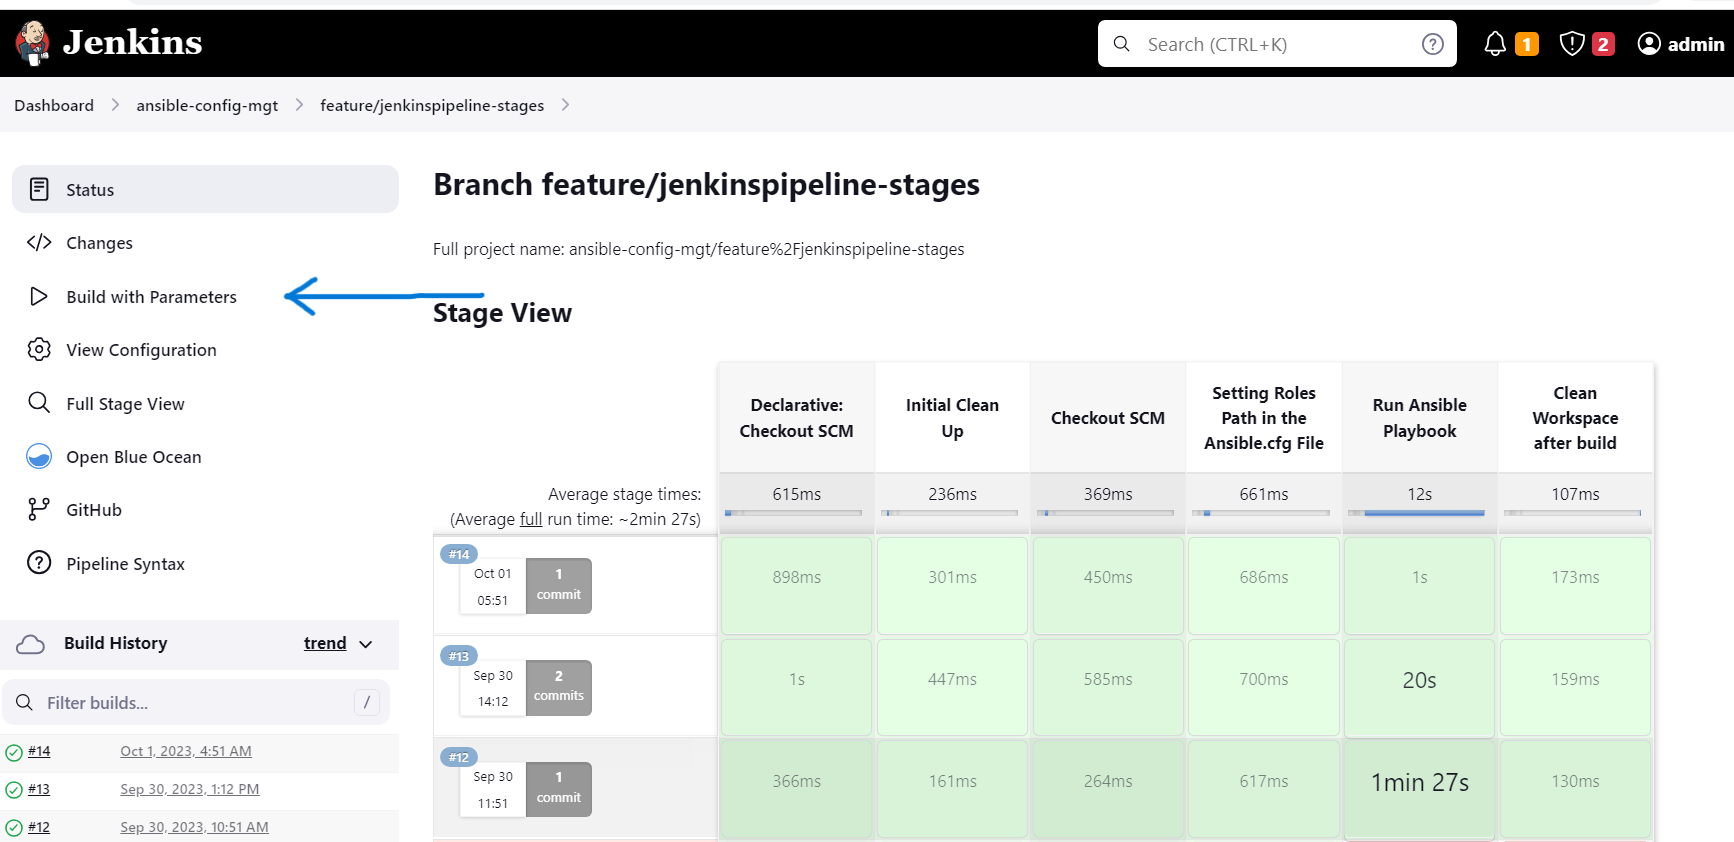 Jenkins
Search (CTRL+K)
?
1
2
admin
Dashboard
ansible-config-mgt
feature/jenkinspipeline-stages
Status
Changes
Build with Parameters
View Configuration
Full Stage View
Open Blue Ocean
GitHub
Pipeline Syntax
Build History
trend
Filter builds...
/
#14 Oct 1, 2023, 4:51 AM
#13 Sep 30, 2023, 1:12 PM
#12 Sep 30, 2023, 10:51 AM
Branch feature/jenkinspipeline-stages
Full project name: ansible-config-mgt/feature%2Fjenkinspipeline-stages
Stage View
Declarative:
Checkout SCM
Initial Clean
Up
Checkout SCM
Setting Roles
Path in the
Ansible.cfg File
Run Ansible
Playbook
Clean
Workspace
after build
Average stage times:
(Average full run time: ~2min 27s)
615ms
236ms
369ms
661ms
12s
107ms
#14
Oct 01
05:51
1
commit
898ms
301ms
450ms
686ms
1s
173ms
#13
Sep 30
14:12
2
commits
1s
447ms
585ms
700ms
20s
159ms
#12
Sep 30
11:51
1
commit
366ms
161ms
264ms
617ms
1min 27s
130ms